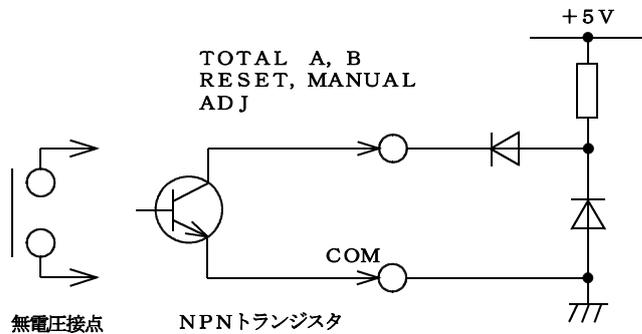 +5V
TOTAL A, B
RESET, MANUAL
ADJ
COM
無電圧接点
NPNトランジスタ